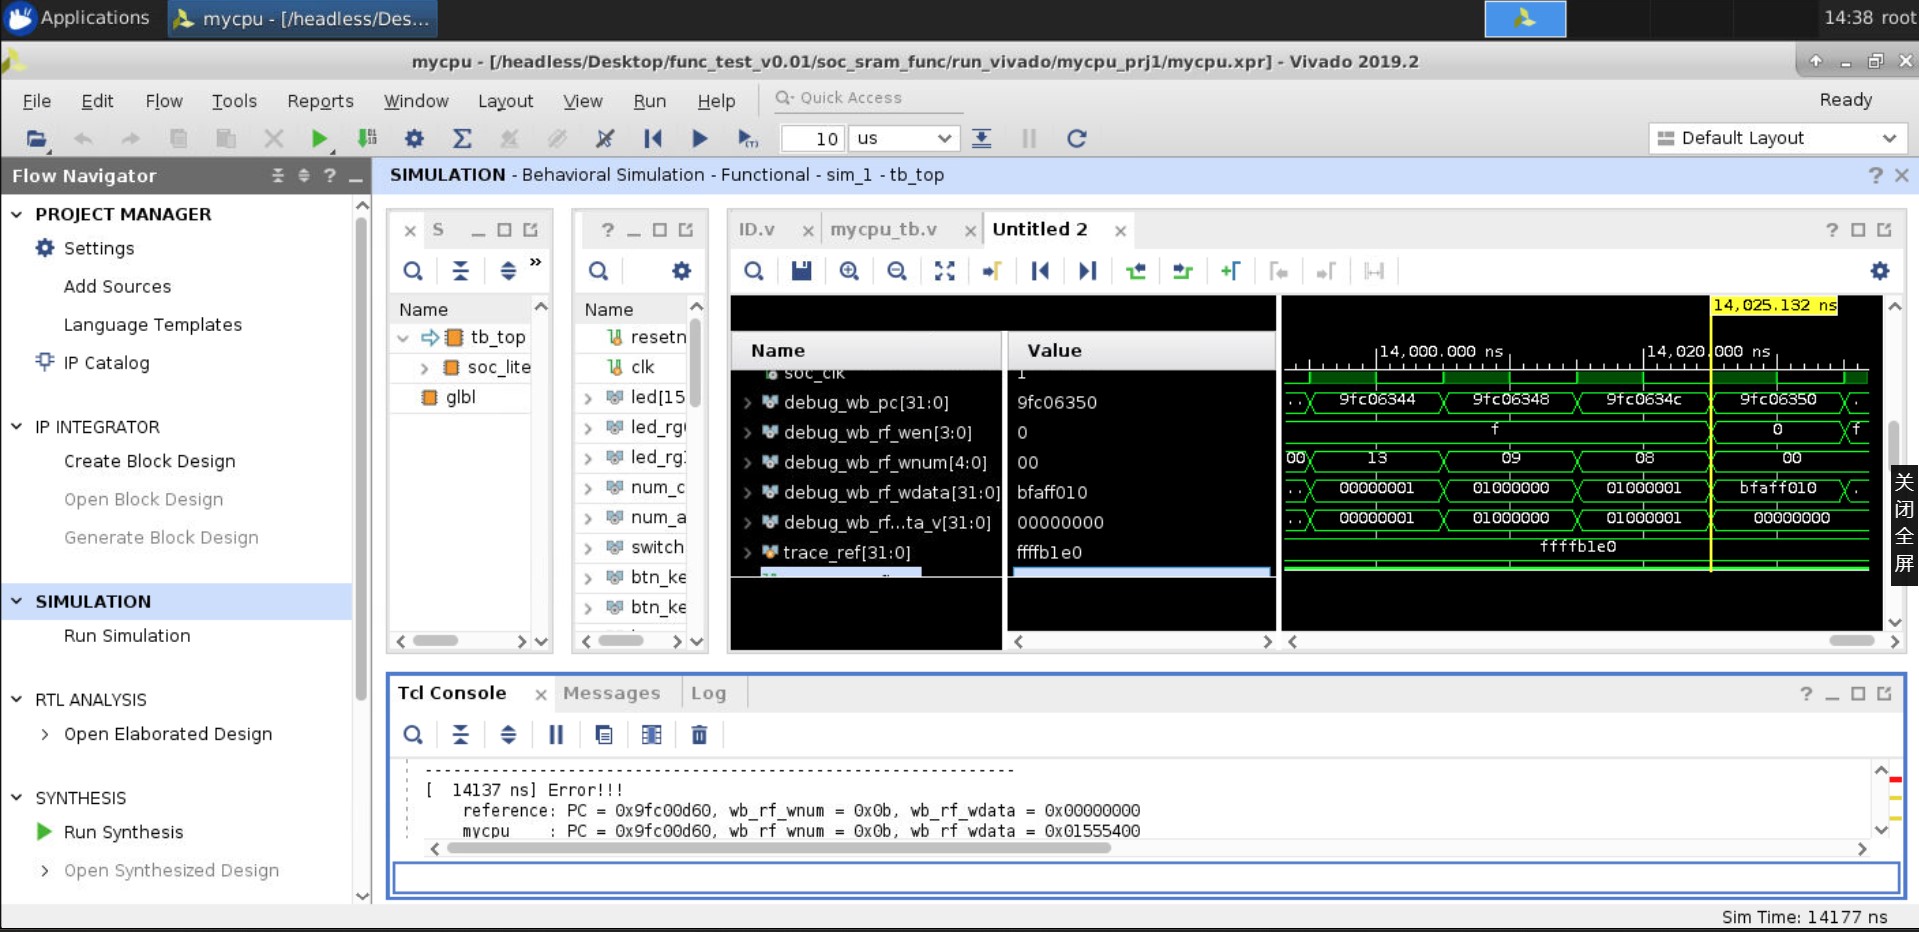 Applications
mycpu - [/headless/Des...
14:38 root
mycpu - [/headless/Desktop/func_test_v0.01/soc_sram_func/run_vivado/mycpu_prj1/mycpu.xpr] - Vivado 2019.2
File Edit Flow Tools Reports Window Layout View Run Help
Quick Access
Ready
10 us
Default Layout
Flow Navigator
SIMULATION - Behavioral Simulation - Functional - sim_1 - tb_top
PROJECT MANAGER
Settings
Add Sources
Language Templates
IP Catalog
IP INTEGRATOR
Create Block Design
Open Block Design
Generate Block Design
SIMULATION
Run Simulation
RTL ANALYSIS
Open Elaborated Design
SYNTHESIS
Run Synthesis
Open Synthesized Design
S
Name
tb_top
soc_lite
glbl
Name
resetn
clk
led[15
led_rg
led_rg
num_c
num_a
switch
btn_ke
btn_ke
ID.v mycpu_tb.v Untitled 2
14,025.132 ns
14,000.000 ns 14,020.000 ns
Name Value
soc_clk 1
debug_wb_pc[31:0] 9fc06350 .. 9fc06344 9fc06348 9fc0634c 9fc06350 .
debug_wb_rf_wen[3:0] 0 f 0 f
debug_wb_rf_wnum[4:0] 00 00 13 09 08 00
debug_wb_rf_wdata[31:0] bfaff010 .. 00000001 01000000 01000001 bfaff010 .
debug_wb_rf...ta_v[31:0] 00000000 .. 00000001 01000000 01000001 00000000
trace_ref[31:0] ffffb1e0 ffffb1e0
关闭全屏
Tcl Console Messages Log
------------------------------------------------------------
[  14137 ns] Error!!!
reference: PC = 0x9fc00d60, wb_rf_wnum = 0x0b, wb_rf_wdata = 0x00000000
mycpu    : PC = 0x9fc00d60, wb_rf_wnum = 0x0b, wb_rf_wdata = 0x01555400
Sim Time: 14177 ns